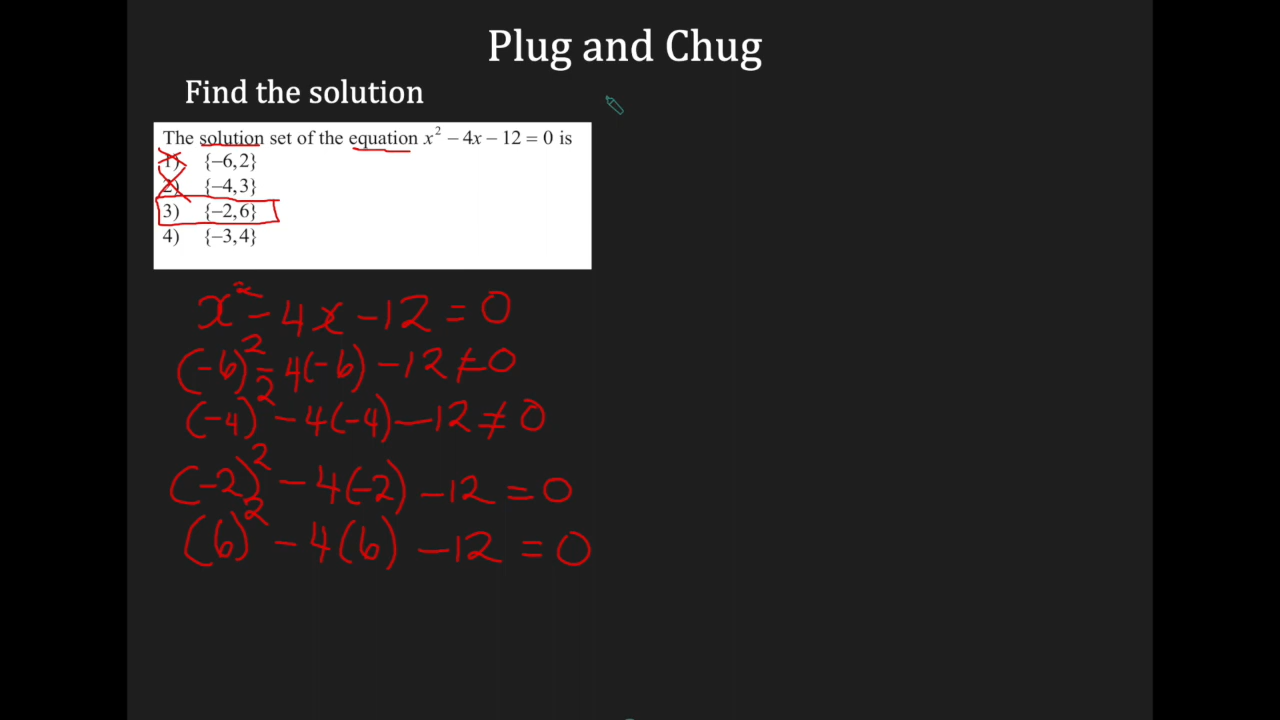 Plug and Chug
Find the solution
The solution set of the equation x² − 4x − 12 = 0 is
1) {−6,2}
2) {−4,3}
3) {−2,6}
4) {−3,4}
x² − 4x − 12 = 0
(−6)² − 4(−6) − 12 ≠ 0
(−4)² − 4(−4) − 12 ≠ 0
(−2)² − 4(−2) − 12 = 0
(6)² − 4(6) − 12 = 0